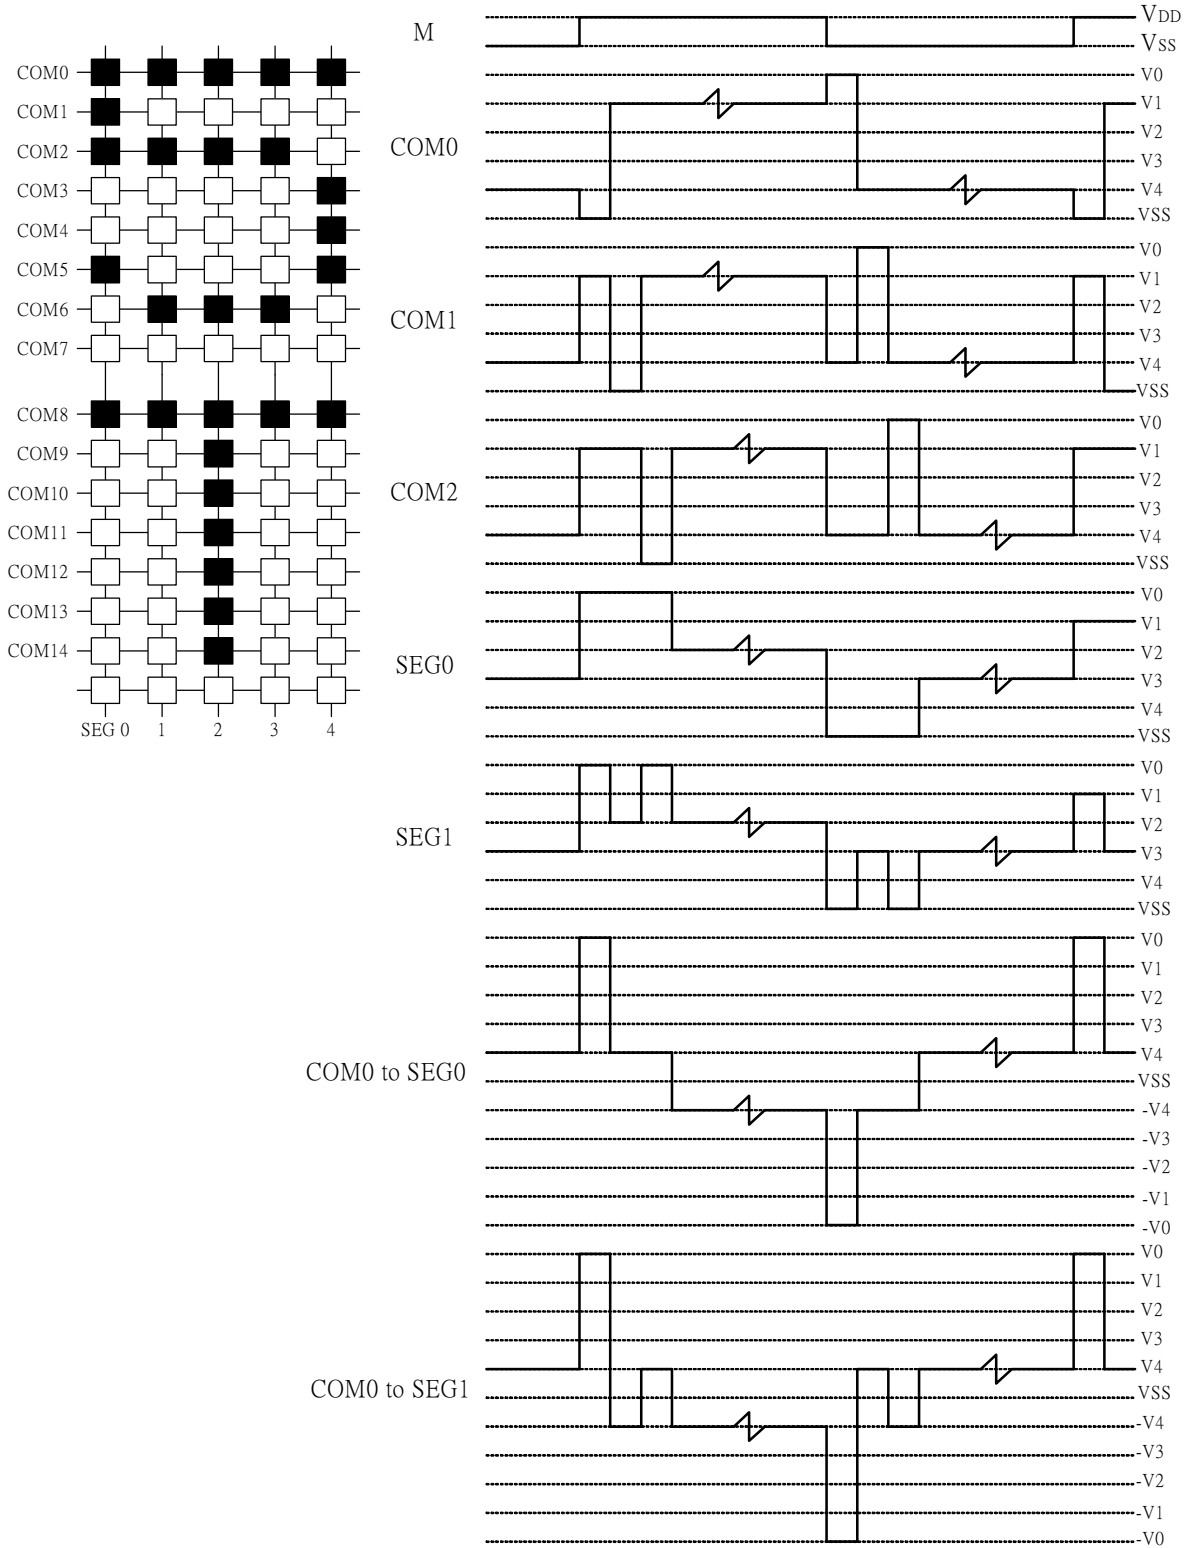 COM0
COM1
COM2
COM3
COM4
COM5
COM6
COM7
COM8
COM9
COM10
COM11
COM12
COM13
COM14
SEG 0 1 2 3 4
M
VDD
VSS
COM0
V0
V1
V2
V3
V4
VSS
COM1
V0
V1
V2
V3
V4
VSS
COM2
V0
V1
V2
V3
V4
VSS
SEG0
V0
V1
V2
V3
V4
VSS
SEG1
V0
V1
V2
V3
V4
VSS
COM0 to SEG0
V0
V1
V2
V3
V4
VSS
-V4
-V3
-V2
-V1
-V0
COM0 to SEG1
V0
V1
V2
V3
V4
VSS
-V4
-V3
-V2
-V1
-V0